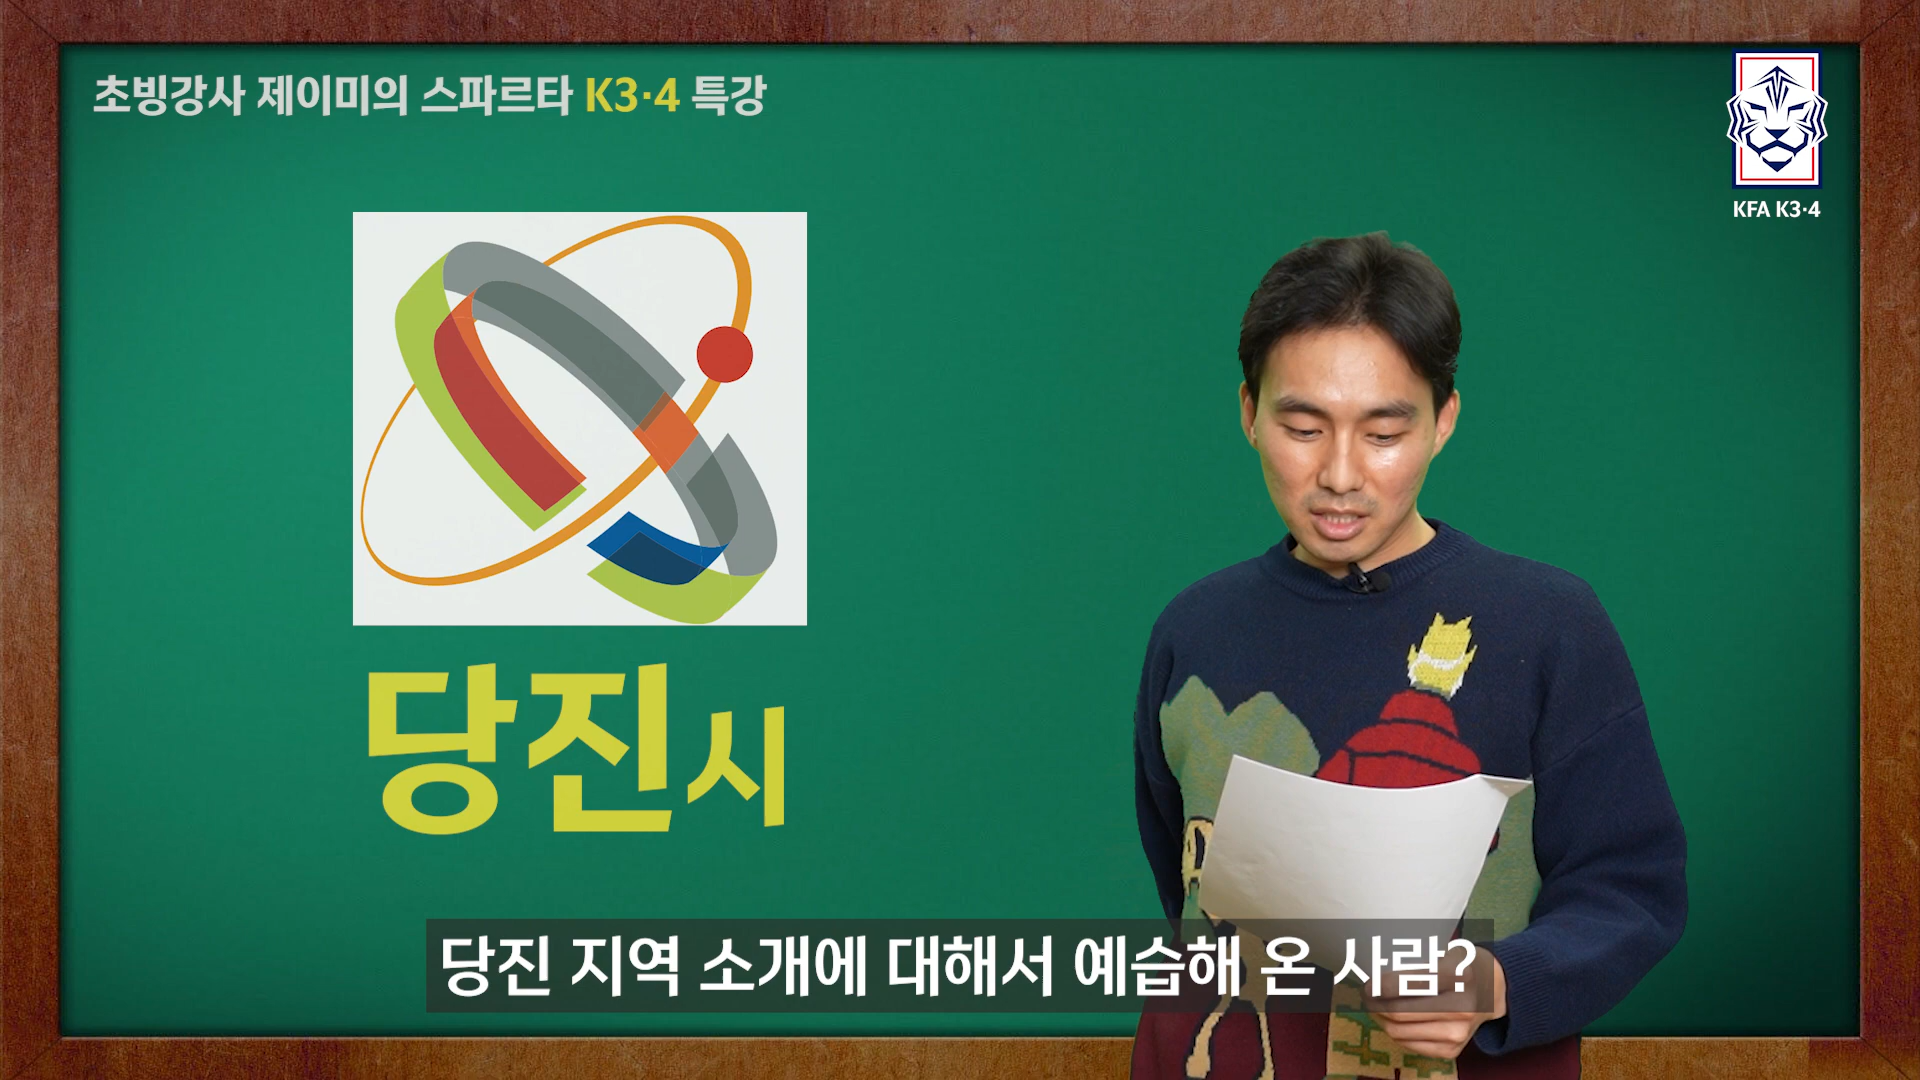 초빙강사 제이미의 스파르타 K3·4 특강
KFA K3·4
당진시
당진 지역 소개에 대해서 예습해 온 사람?